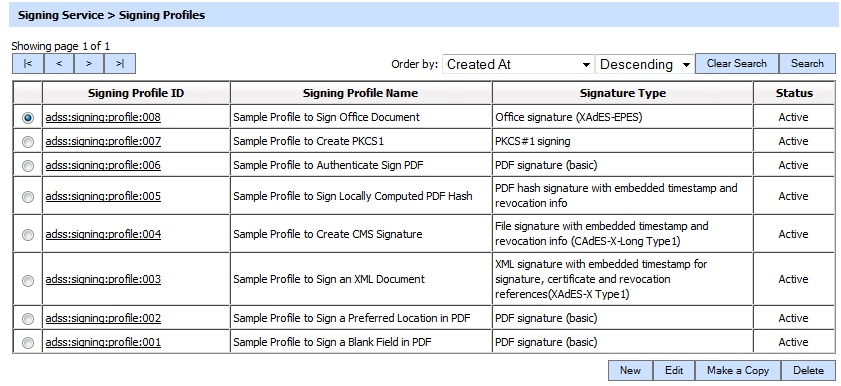 Signing Service > Signing Profiles
Showing page 1 of 1
|< < > >| Order by: Created At Descending Clear Search Search
Signing Profile ID Signing Profile Name Signature Type Status
adss:signing:profile:008 Sample Profile to Sign Office Document Office signature (XAdES-EPES) Active
adss:signing:profile:007 Sample Profile to Create PKCS1 PKCS#1 signing Active
adss:signing:profile:006 Sample Profile to Authenticate Sign PDF PDF signature (basic) Active
adss:signing:profile:005 Sample Profile to Sign Locally Computed PDF Hash PDF hash signature with embedded timestamp and
revocation info Active
adss:signing:profile:004 Sample Profile to Create CMS Signature File signature with embedded timestamp and
revocation info (CAdES-X-Long Type1) Active
adss:signing:profile:003 Sample Profile to Sign an XML Document XML signature with embedded timestamp for
signature, certificate and revocation
references(XAdES-X Type1) Active
adss:signing:profile:002 Sample Profile to Sign a Preferred Location in PDF PDF signature (basic) Active
adss:signing:profile:001 Sample Profile to Sign a Blank Field in PDF PDF signature (basic) Active
New Edit Make a Copy Delete